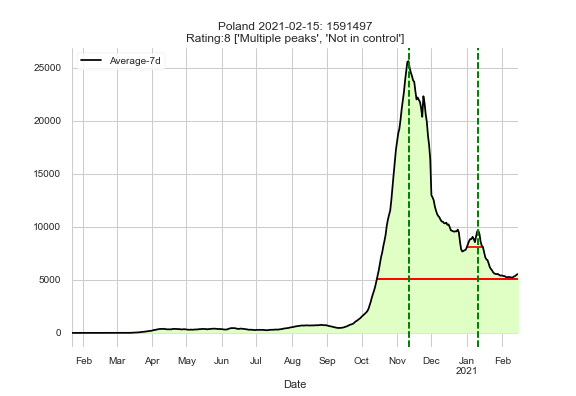 Poland 2021-02-15: 1591497
Rating:8 ['Multiple peaks', 'Not in control']
Average-7d
25000
20000
15000
10000
5000
0
Feb Mar Apr May Jun Jul Aug Sep Oct Nov Dec Jan Feb
2021
Date